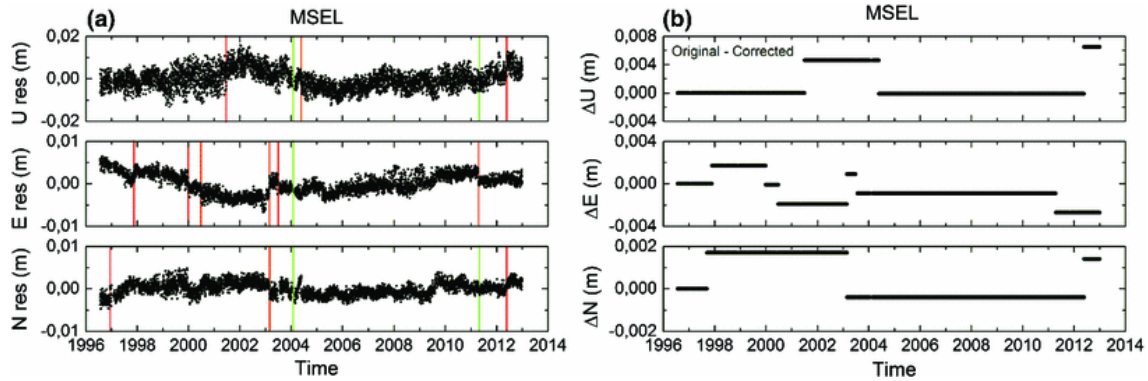 (a)
MSEL
U res (m)
0,02
0,00
-0,02
E res (m)
0,01
0,00
-0,01
N res (m)
0,01
0,00
-0,01
1996 1998 2000 2002 2004 2006 2008 2010 2012 2014
Time
(b)
MSEL
Original - Corrected
ΔU (m)
0,008
0,004
0,000
-0,004
ΔE (m)
0,004
0,000
-0,004
ΔN (m)
0,002
0,000
-0,002
1996 1998 2000 2002 2004 2006 2008 2010 2012 2014
Time